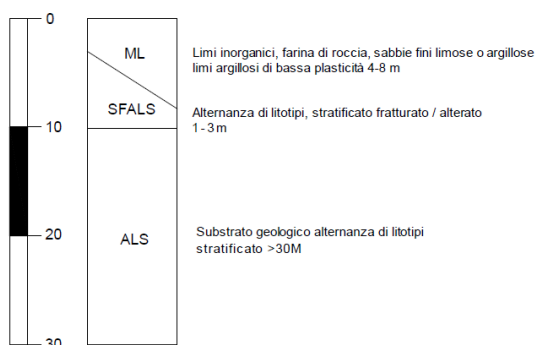 0
ML
Limi inorganici, farina di roccia, sabbie fini limose o argillose
limi argillosi di bassa plasticità 4-8 m
SFALS
Alternanza di litotipi, stratificato fratturato / alterato
1 - 3 m
10
Substrato geologico alternanza di litotipi
stratificato >30M
20
ALS
30